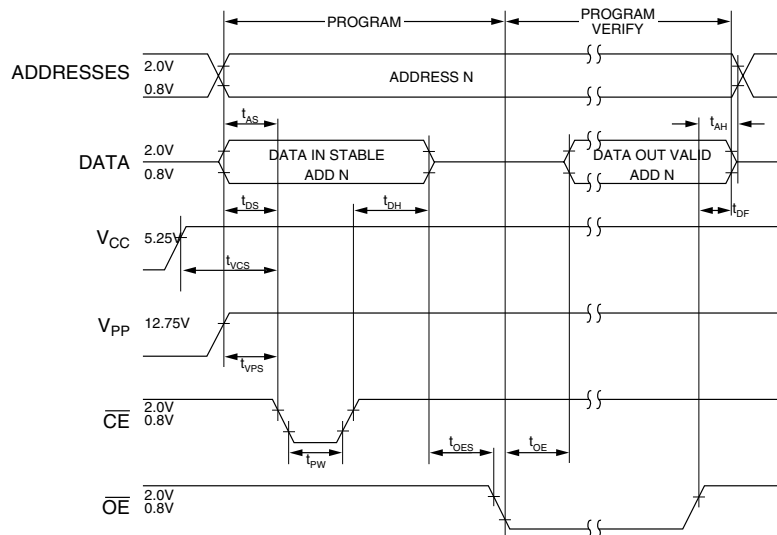 PROGRAM
PROGRAM
VERIFY
ADDRESSES
2.0V
0.8V
ADDRESS N
tAS
tAH
DATA
2.0V
0.8V
DATA IN STABLE
ADD N
DATA OUT VALID
ADD N
tDS
tDH
tDF
VCC
5.25V
tVCS
VPP
12.75V
tVPS
CE
2.0V
0.8V
tPW
tOES
tOE
OE
2.0V
0.8V